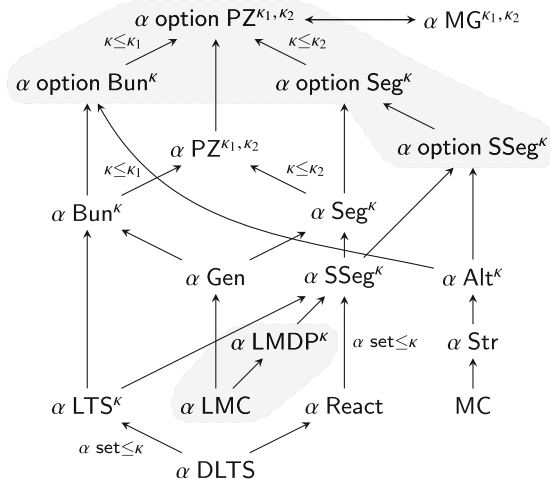 α option PZ^{κ₁,κ₂} α MG^{κ₁,κ₂}
κ≤κ₁ κ≤κ₂
α option Bun^κ α option Seg^κ
α PZ^{κ₁,κ₂} α option SSeg^κ
κ≤κ₁ κ≤κ₂
α Bun^κ α Seg^κ
α Gen α SSeg^κ α Alt^κ
α LMDP^κ α set≤κ α Str
α LTS^κ α LMC α React MC
α set≤κ
α DLTS